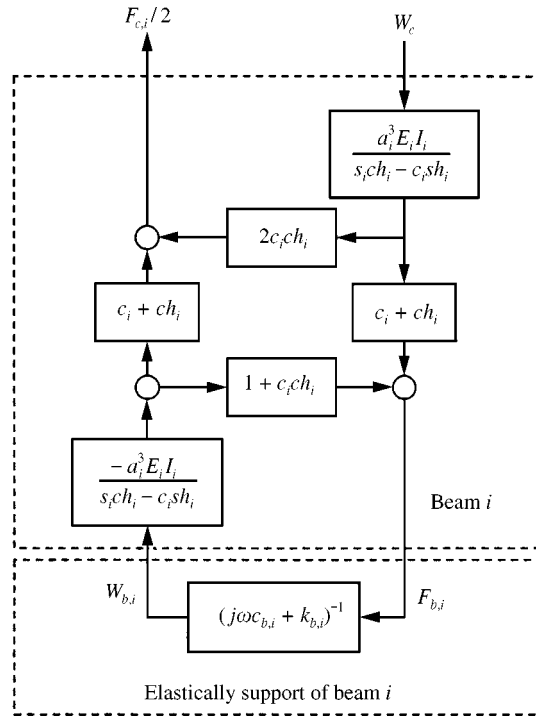 F_{c,i}/2
W_c
a_i^3 E_i I_i / (s_i ch_i − c_i sh_i)
2c_i ch_i
c_i + ch_i
c_i + ch_i
1 + c_i ch_i
− a_i^3 E_i I_i / (s_i ch_i − c_i sh_i)
Beam i
W_{b,i}
(jωc_{b,i} + k_{b,i})^{−1}
F_{b,i}
Elastically support of beam i